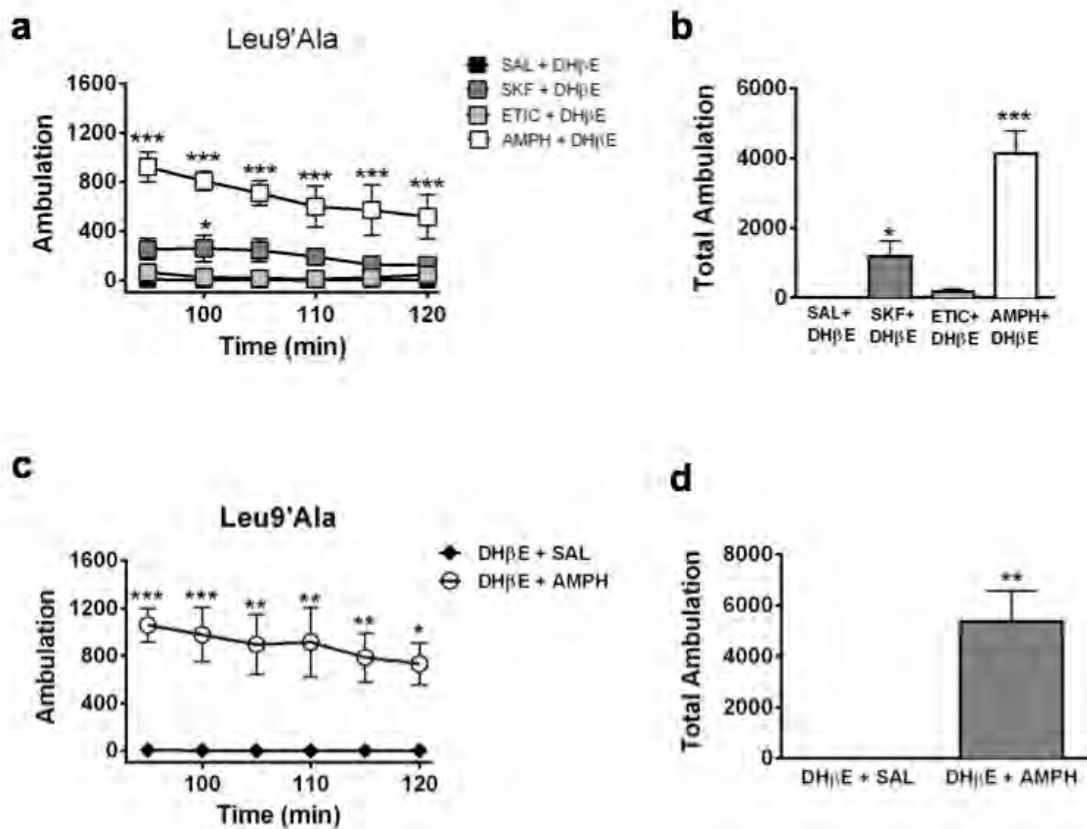 a
Leu9'Ala
1600
1200
800
400
0
Ambulation
*** *** *** *** *** ***
*
100 110 120
Time (min)
SAL + DHβE
SKF + DHβE
ETIC + DHβE
AMPH + DHβE
b
6000
4000
2000
0
Total Ambulation
*
***
SAL+ SKF+ ETIC+ AMPH+
DHβE DHβE DHβE DHβE
c
Leu9'Ala
1600
1200
800
400
0
Ambulation
*** *** ** ** ** *
100 110 120
Time (min)
DHβE + SAL
DHβE + AMPH
d
8000
6000
4000
2000
0
Total Ambulation
**
DHβE + SAL DHβE + AMPH